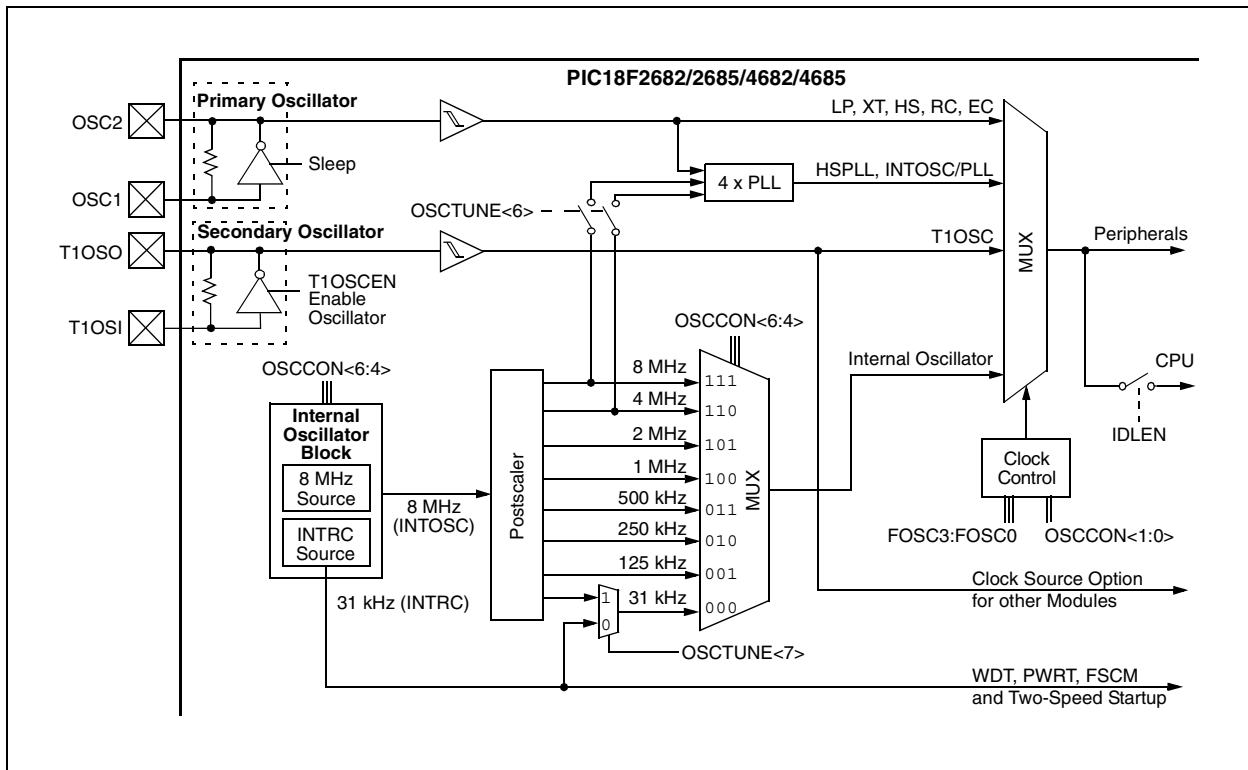 PIC18F2682/2685/4682/4685
Primary Oscillator
LP, XT, HS, RC, EC
OSC2
Sleep
4 x PLL
HSPLL, INTOSC/PLL
OSC1
OSCTUNE<6>
Secondary Oscillator
T1OSO
T1OSC
MUX
Peripherals
T1OSCEN
Enable
Oscillator
T1OSI
OSCCON<6:4>
OSCCON<6:4>
Internal Oscillator
CPU
IDLEN
Internal
Oscillator
Block
8 MHz
Source
INTRC
Source
8 MHz
(INTOSC)
31 kHz (INTRC)
Postscaler
8 MHz
111
4 MHz
110
2 MHz
101
1 MHz
100
500 kHz
011
250 kHz
010
125 kHz
001
31 kHz
000
MUX
1
0
OSCTUNE<7>
Clock
Control
FOSC3:FOSC0
OSCCON<1:0>
Clock Source Option
for other Modules
WDT, PWRT, FSCM
and Two-Speed Startup